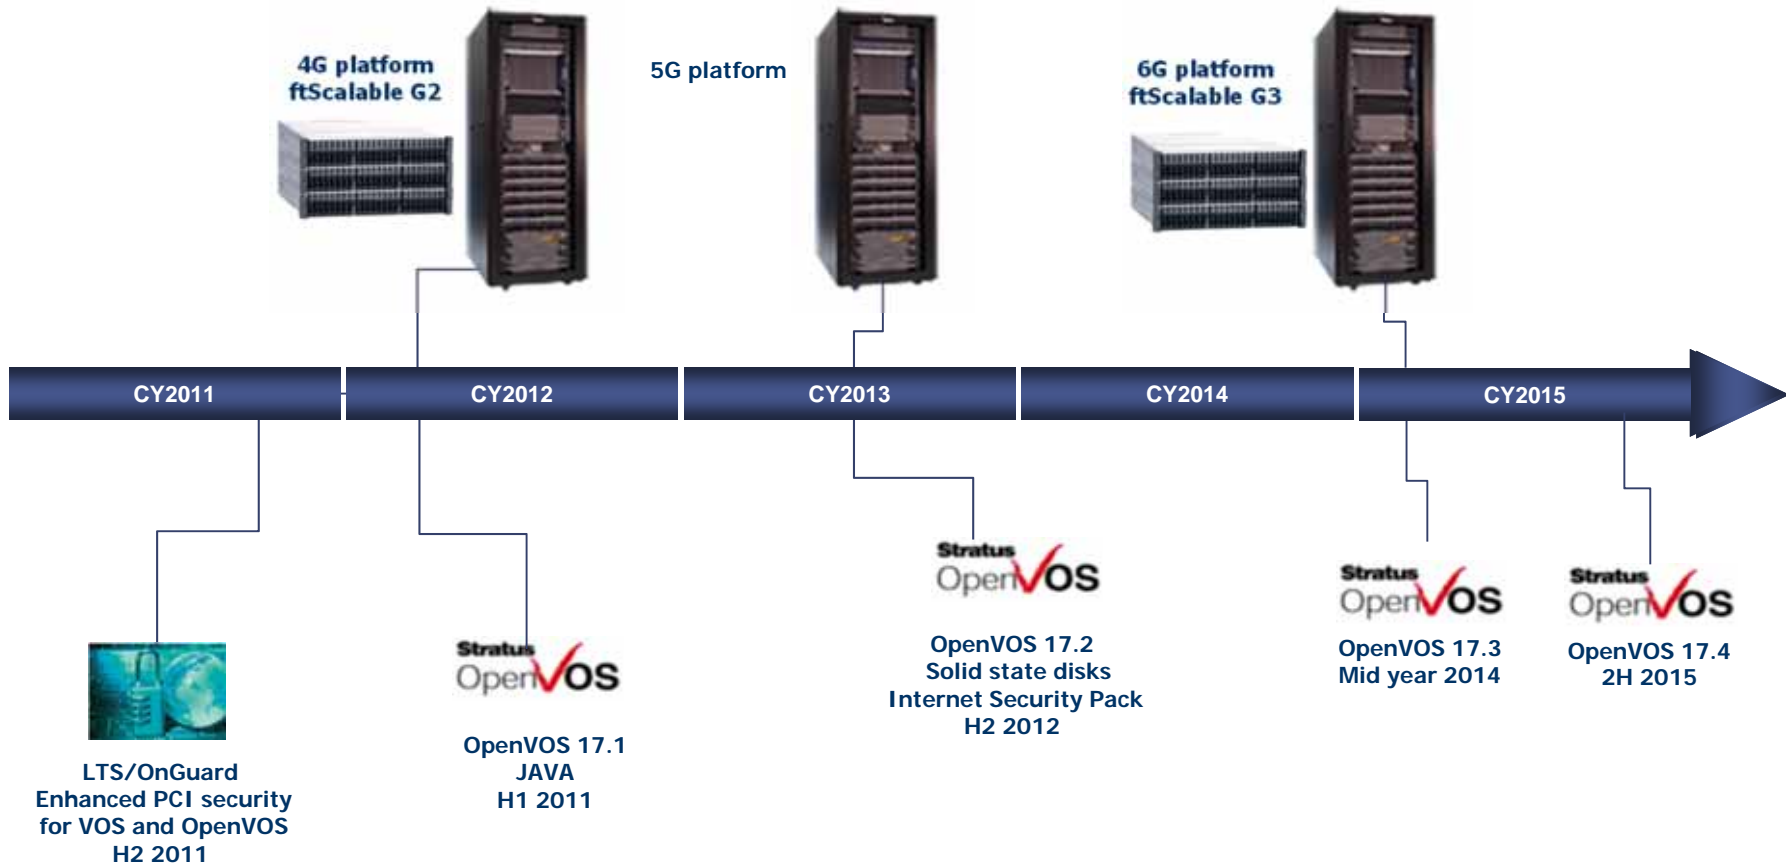 4G platform
ftScalable G2
5G platform
6G platform
ftScalable G3
CY2011
CY2012
CY2013
CY2014
CY2015
LTS/OnGuard
Enhanced PCI security
for VOS and OpenVOS
H2 2011
Stratus
OpenVOS
OpenVOS 17.1
JAVA
H1 2011
Stratus
OpenVOS
OpenVOS 17.2
Solid state disks
Internet Security Pack
H2 2012
Stratus
OpenVOS
OpenVOS 17.3
Mid year 2014
Stratus
OpenVOS
OpenVOS 17.4
2H 2015